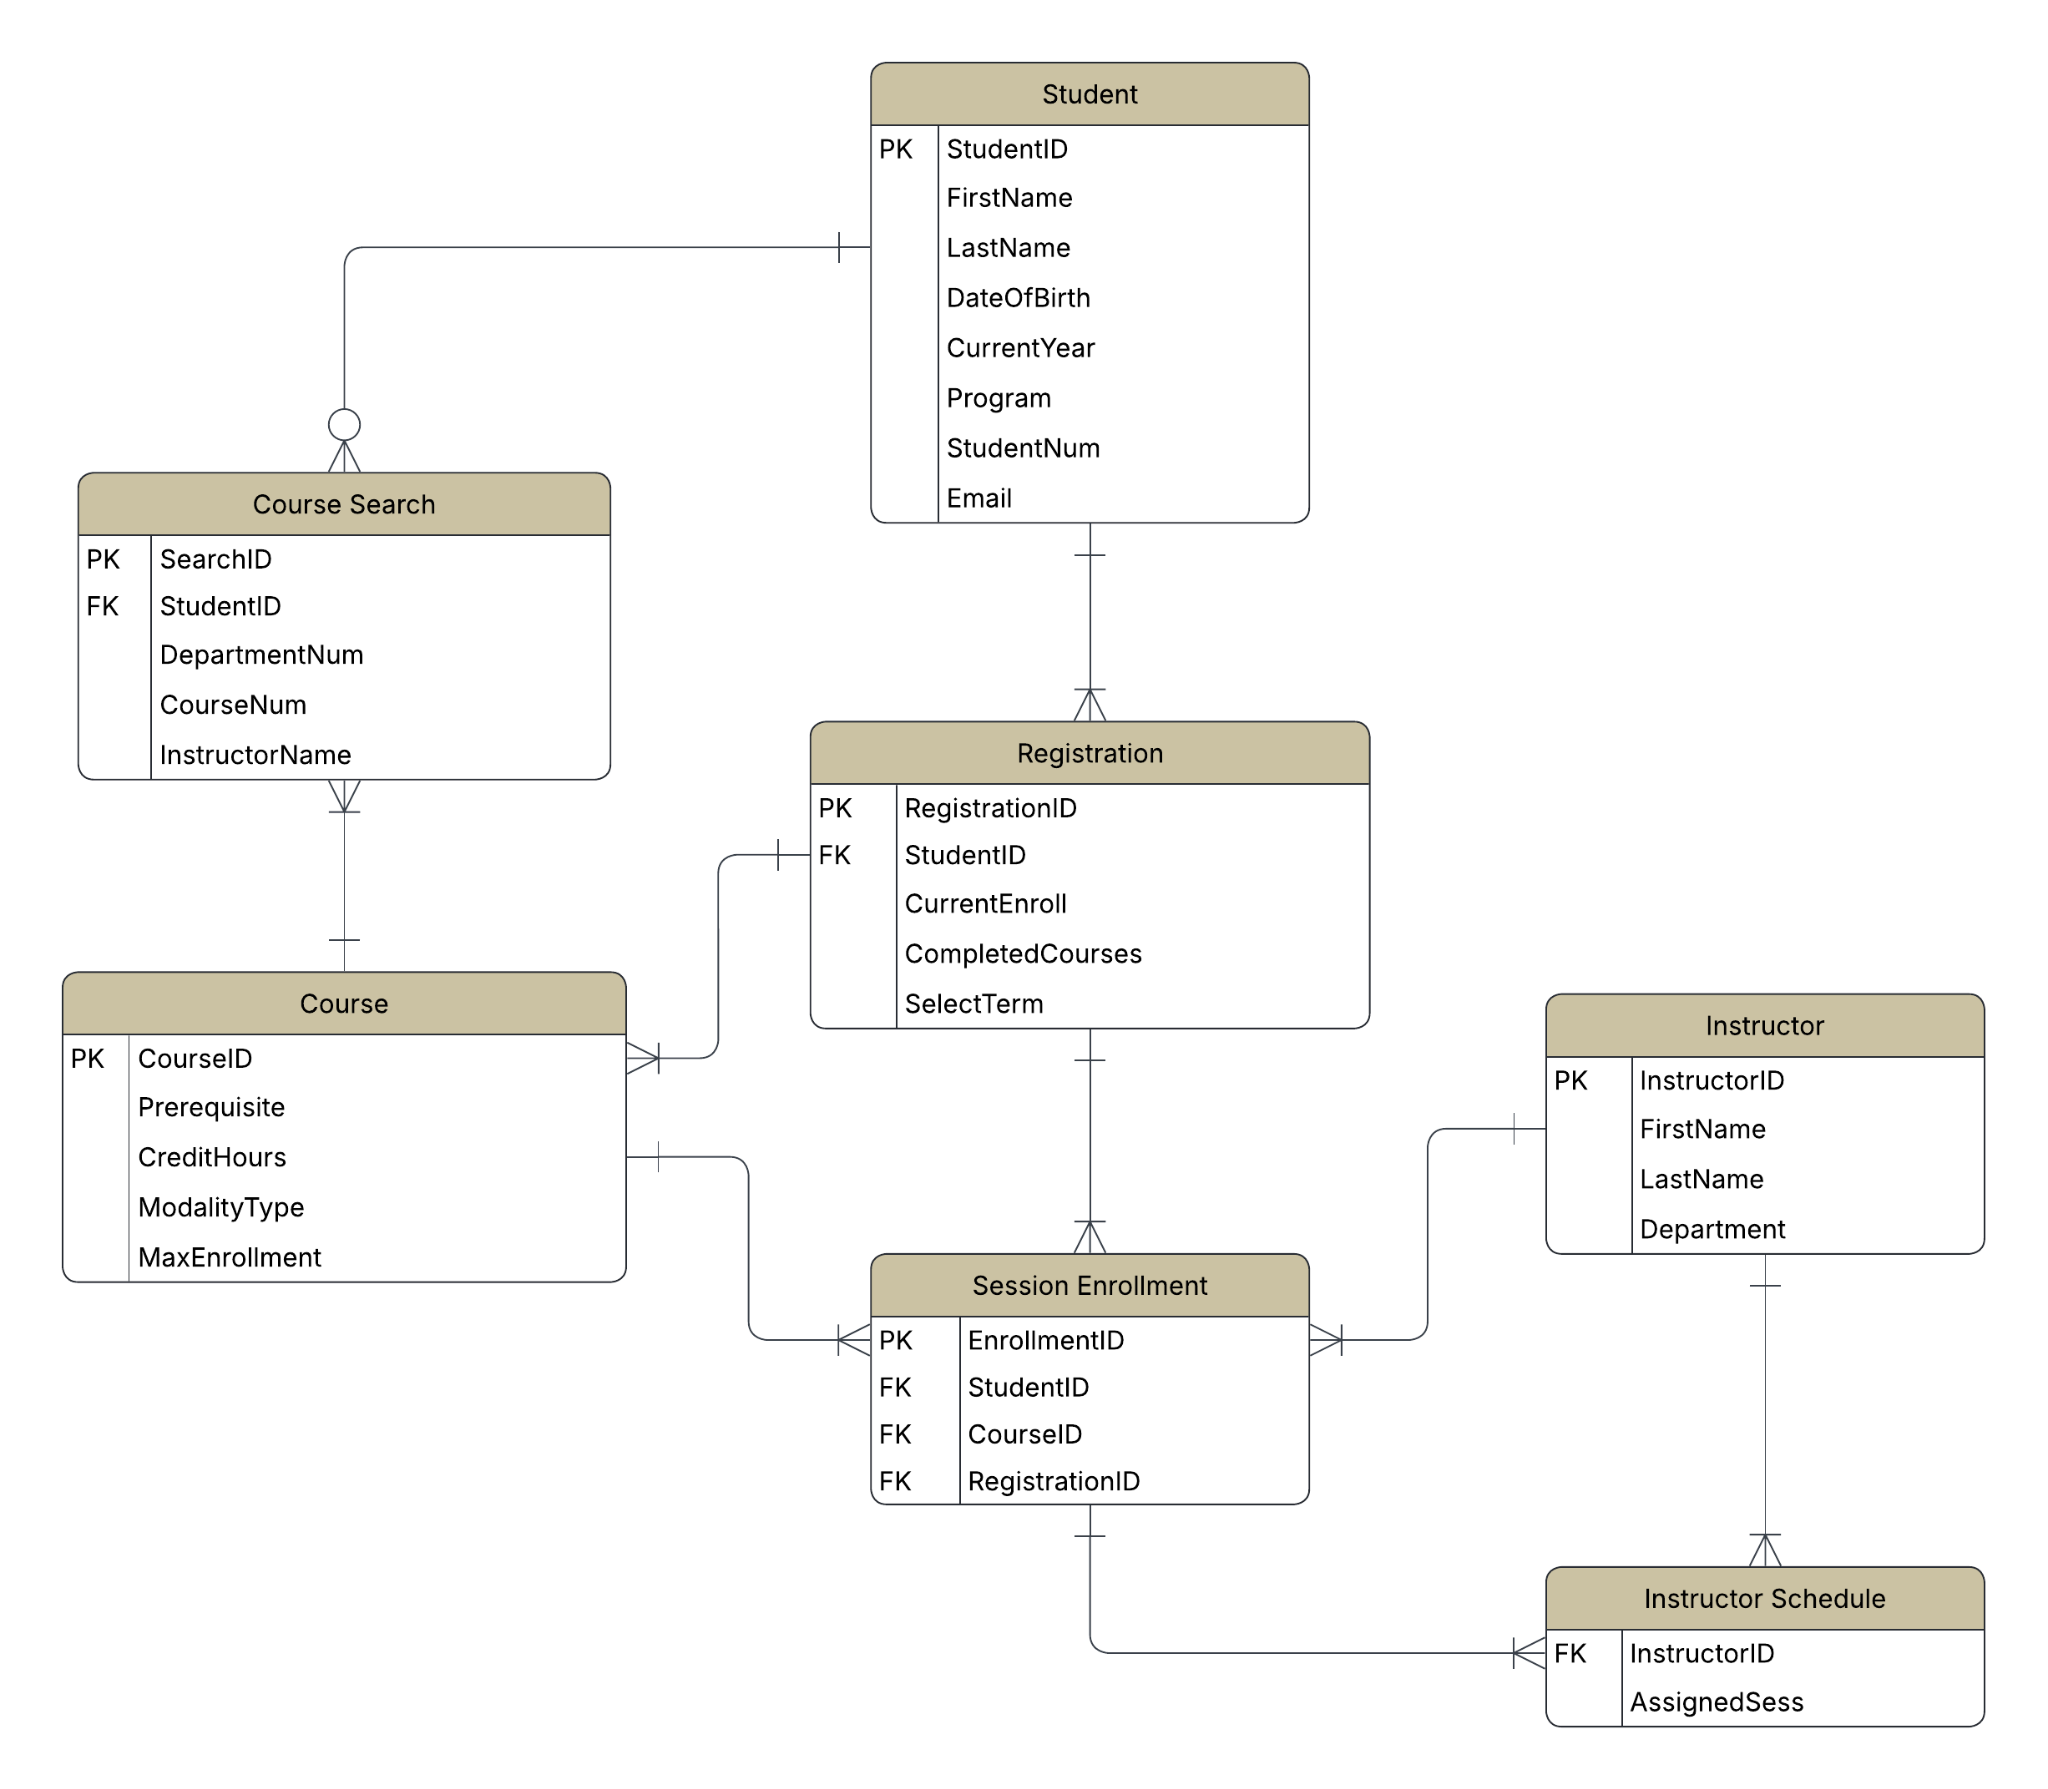 Student
PK StudentID
FirstName
LastName
DateOfBirth
CurrentYear
Program
StudentNum
Email
Course Search
PK SearchID
FK StudentID
DepartmentNum
CourseNum
InstructorName
Registration
PK RegistrationID
FK StudentID
CurrentEnroll
CompletedCourses
SelectTerm
Course
PK CourseID
Prerequisite
CreditHours
ModalityType
MaxEnrollment
Instructor
PK InstructorID
FirstName
LastName
Department
Session Enrollment
PK EnrollmentID
FK StudentID
FK CourseID
FK RegistrationID
Instructor Schedule
FK InstructorID
AssignedSess